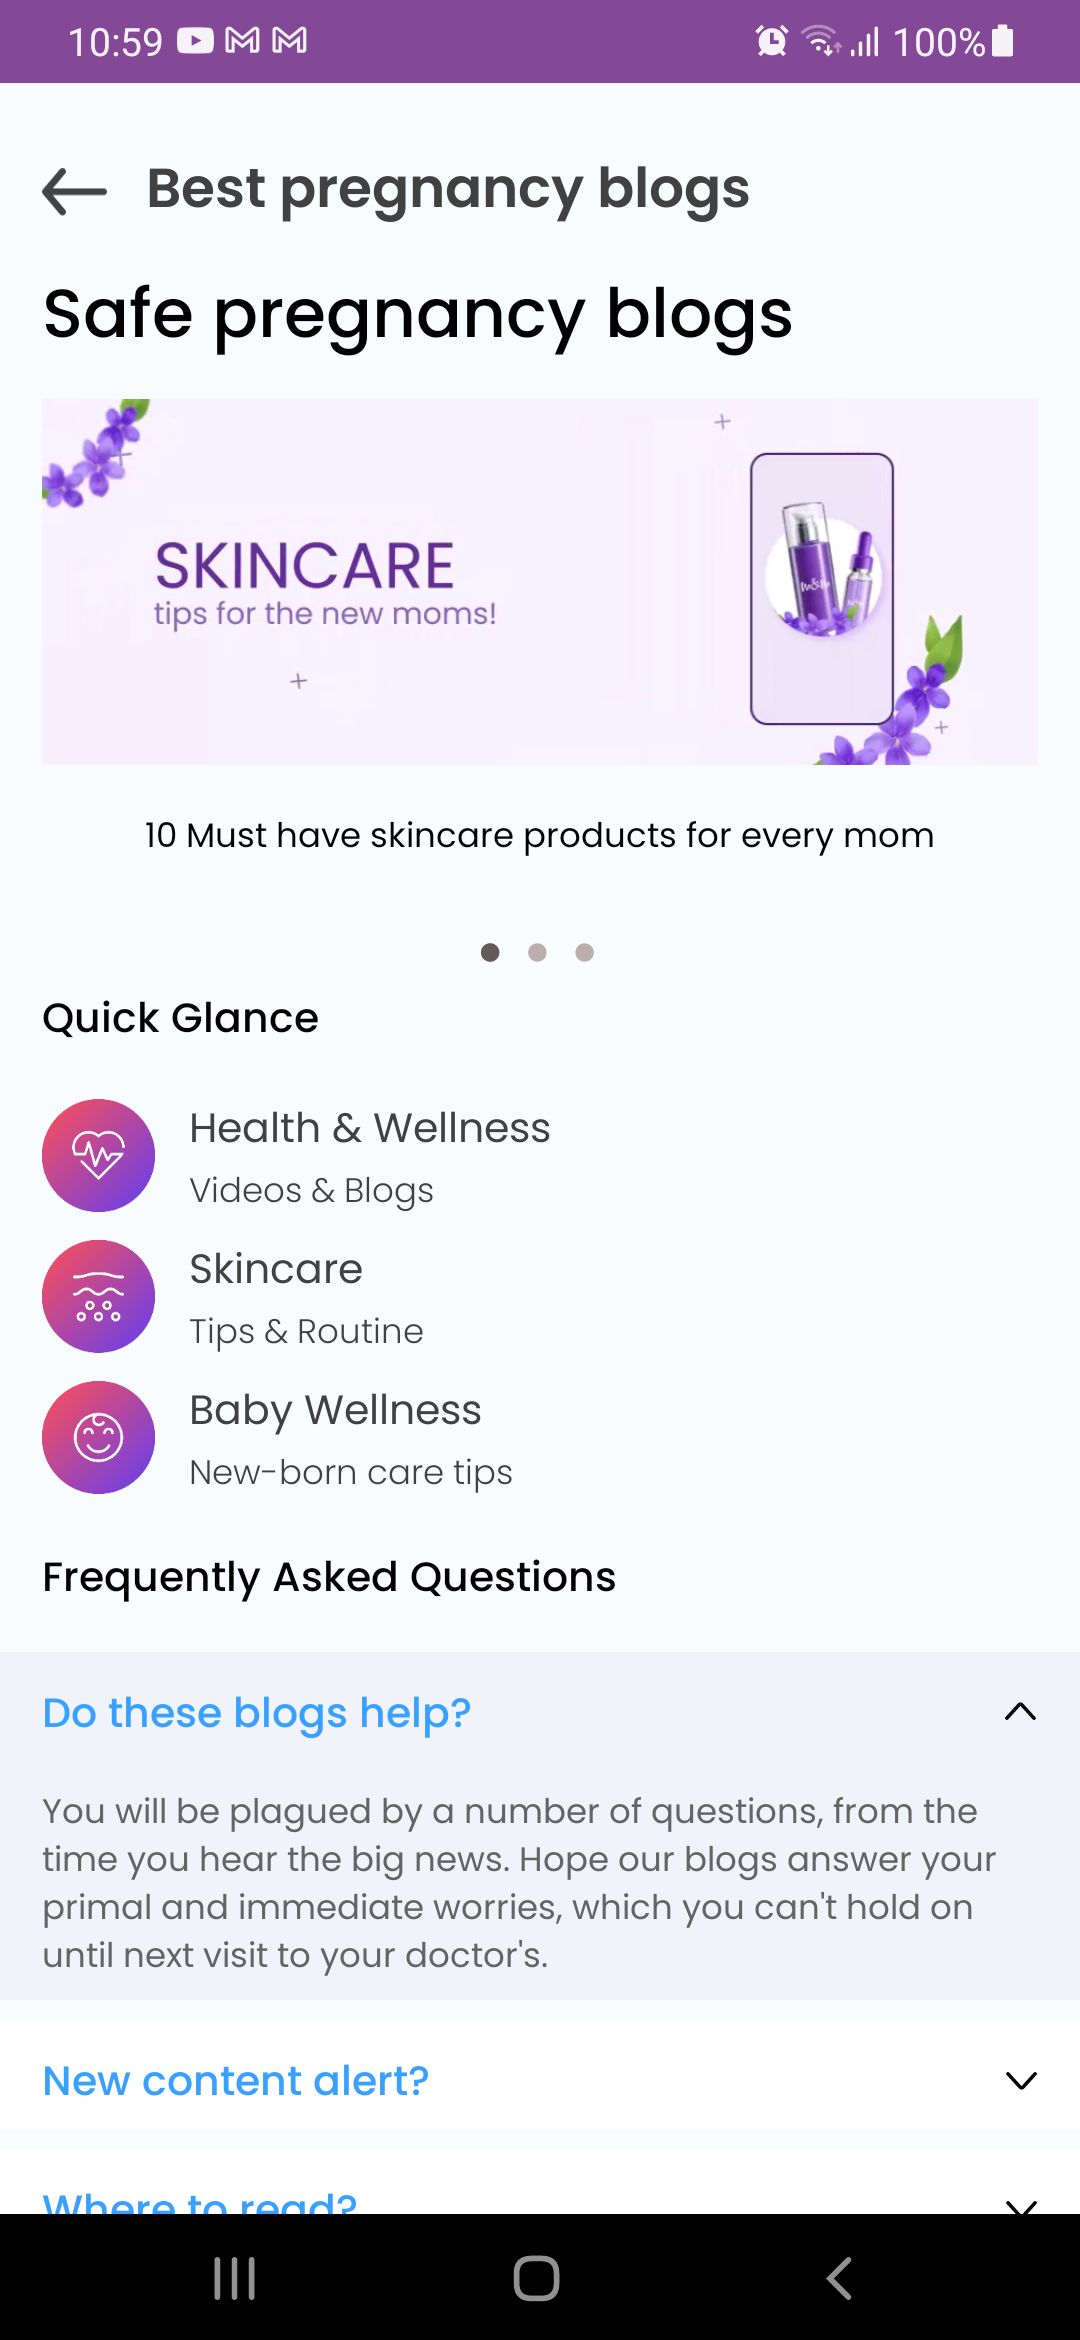 10:59
100%
Best pregnancy blogs
Safe pregnancy blogs
SKINCARE
tips for the new moms!
m&m
10 Must have skincare products for every mom
Quick Glance
Health & Wellness
Videos & Blogs
Skincare
Tips & Routine
Baby Wellness
New-born care tips
Frequently Asked Questions
Do these blogs help?
You will be plagued by a number of questions, from the
time you hear the big news. Hope our blogs answer your
primal and immediate worries, which you can't hold on
until next visit to your doctor's.
New content alert?
Where to read?